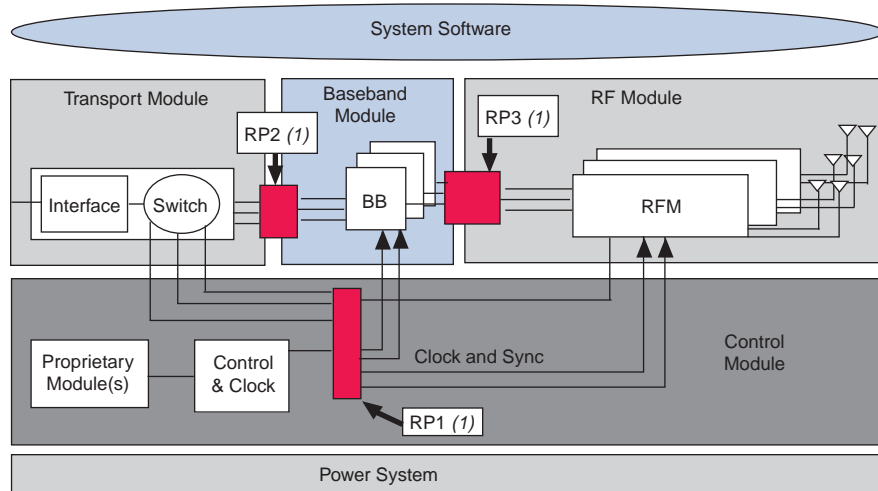 System Software
Transport Module
Baseband
Module
RF Module
RP2 (1)
RP3 (1)
Interface
Switch
BB
RFM
Proprietary
Module(s)
Control
& Clock
Clock and Sync
Control
Module
RP1 (1)
Power System